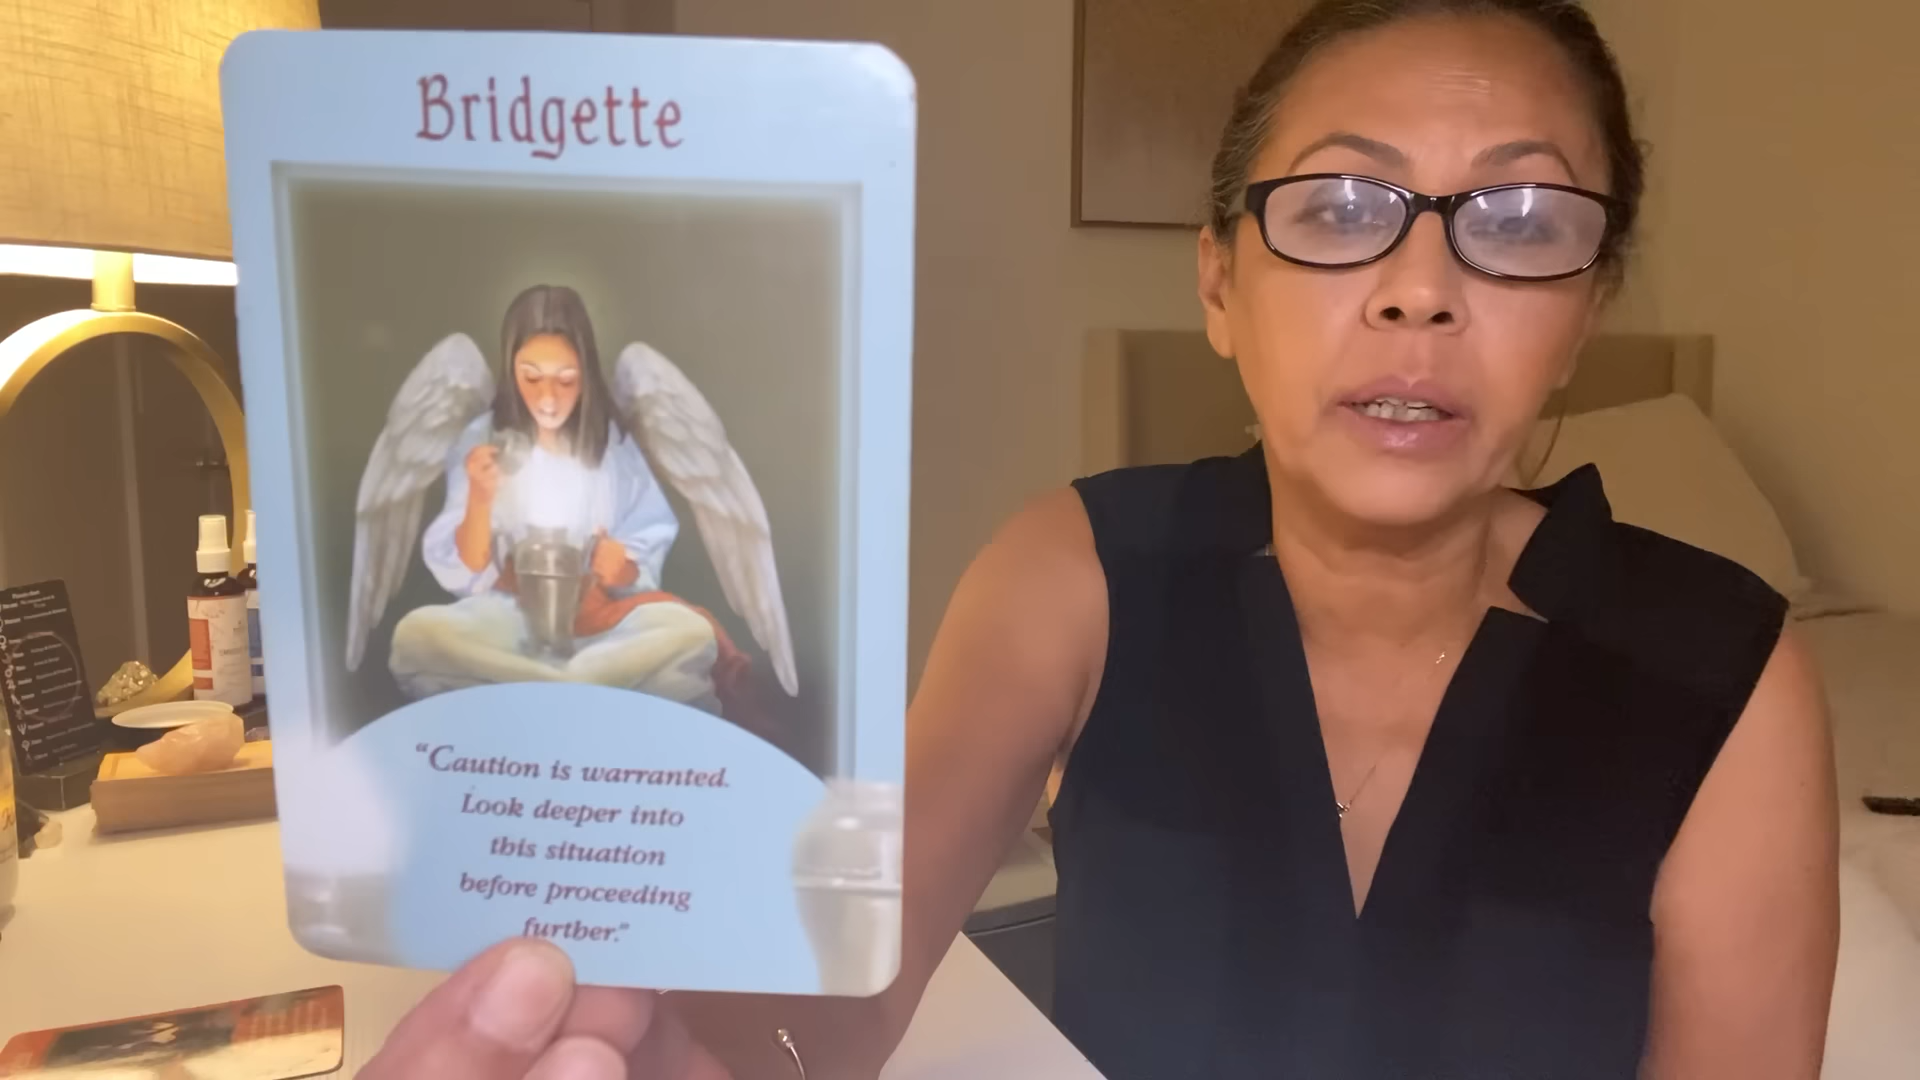 Bridgette
"Caution is warranted.
Look deeper into
this situation
before proceeding
further."